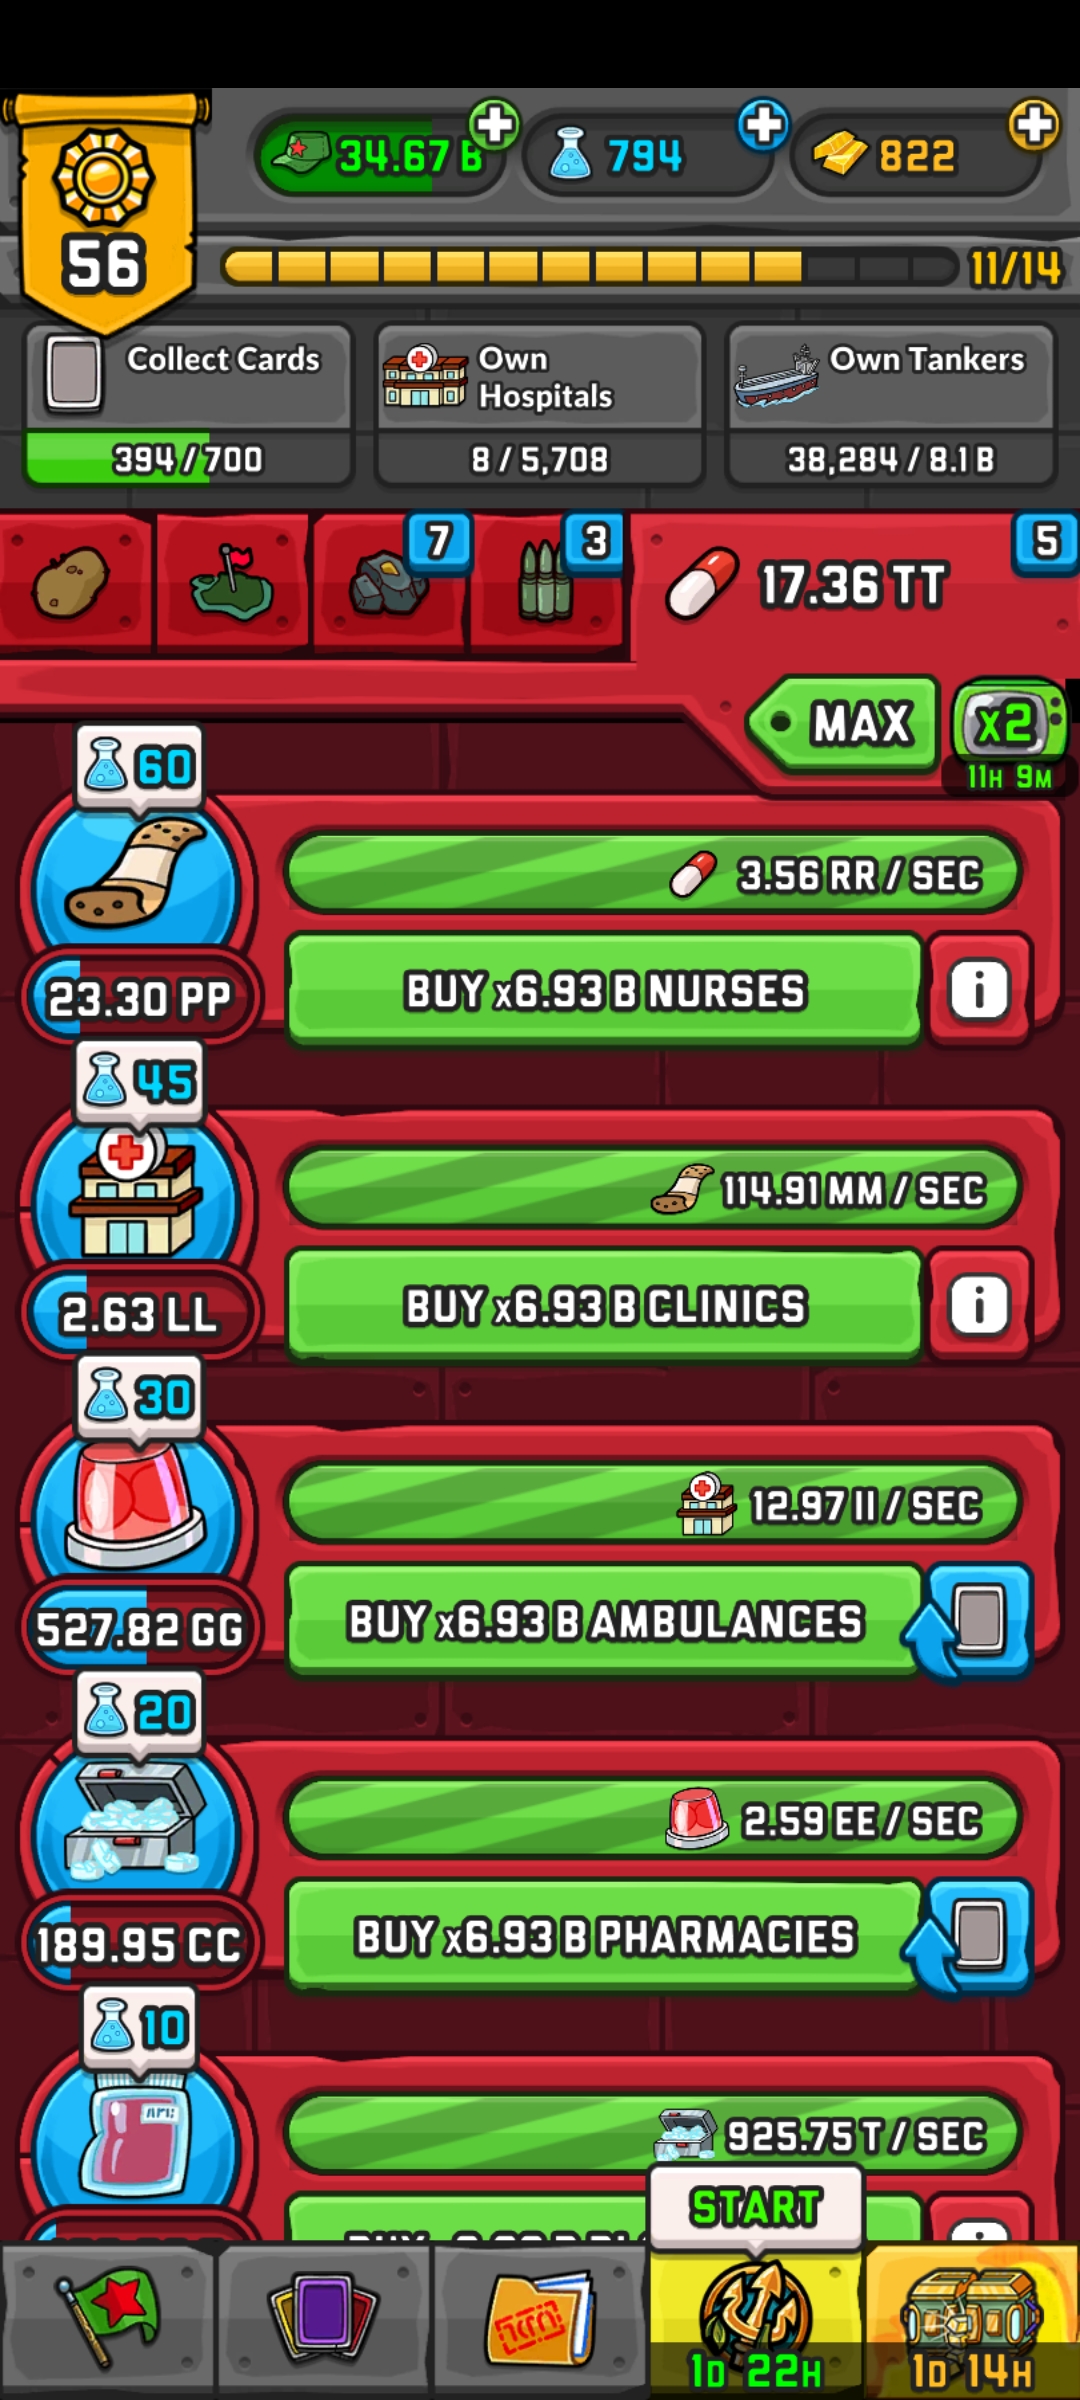 34.67 B
794
822
56
11/14
Collect Cards
394/700
Own
Hospitals
8/5,708
Own Tankers
38,284/8.1 B
7
3
17.36 TT
5
MAX
X2
11H 9M
60
3.56 RR / SEC
23.30 PP
BUY x6.93 B NURSES
i
45
114.91 MM / SEC
2.63 LL
BUY x6.93 B CLINICS
i
30
12.97 II / SEC
527.82 GG
BUY x6.93 B AMBULANCES
20
2.59 EE / SEC
189.95 CC
BUY x6.93 B PHARMACIES
10
925.75 T / SEC
START
1D 22H
1D 14H